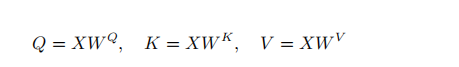 Q = XW^Q, K = XW^K, V = XW^V